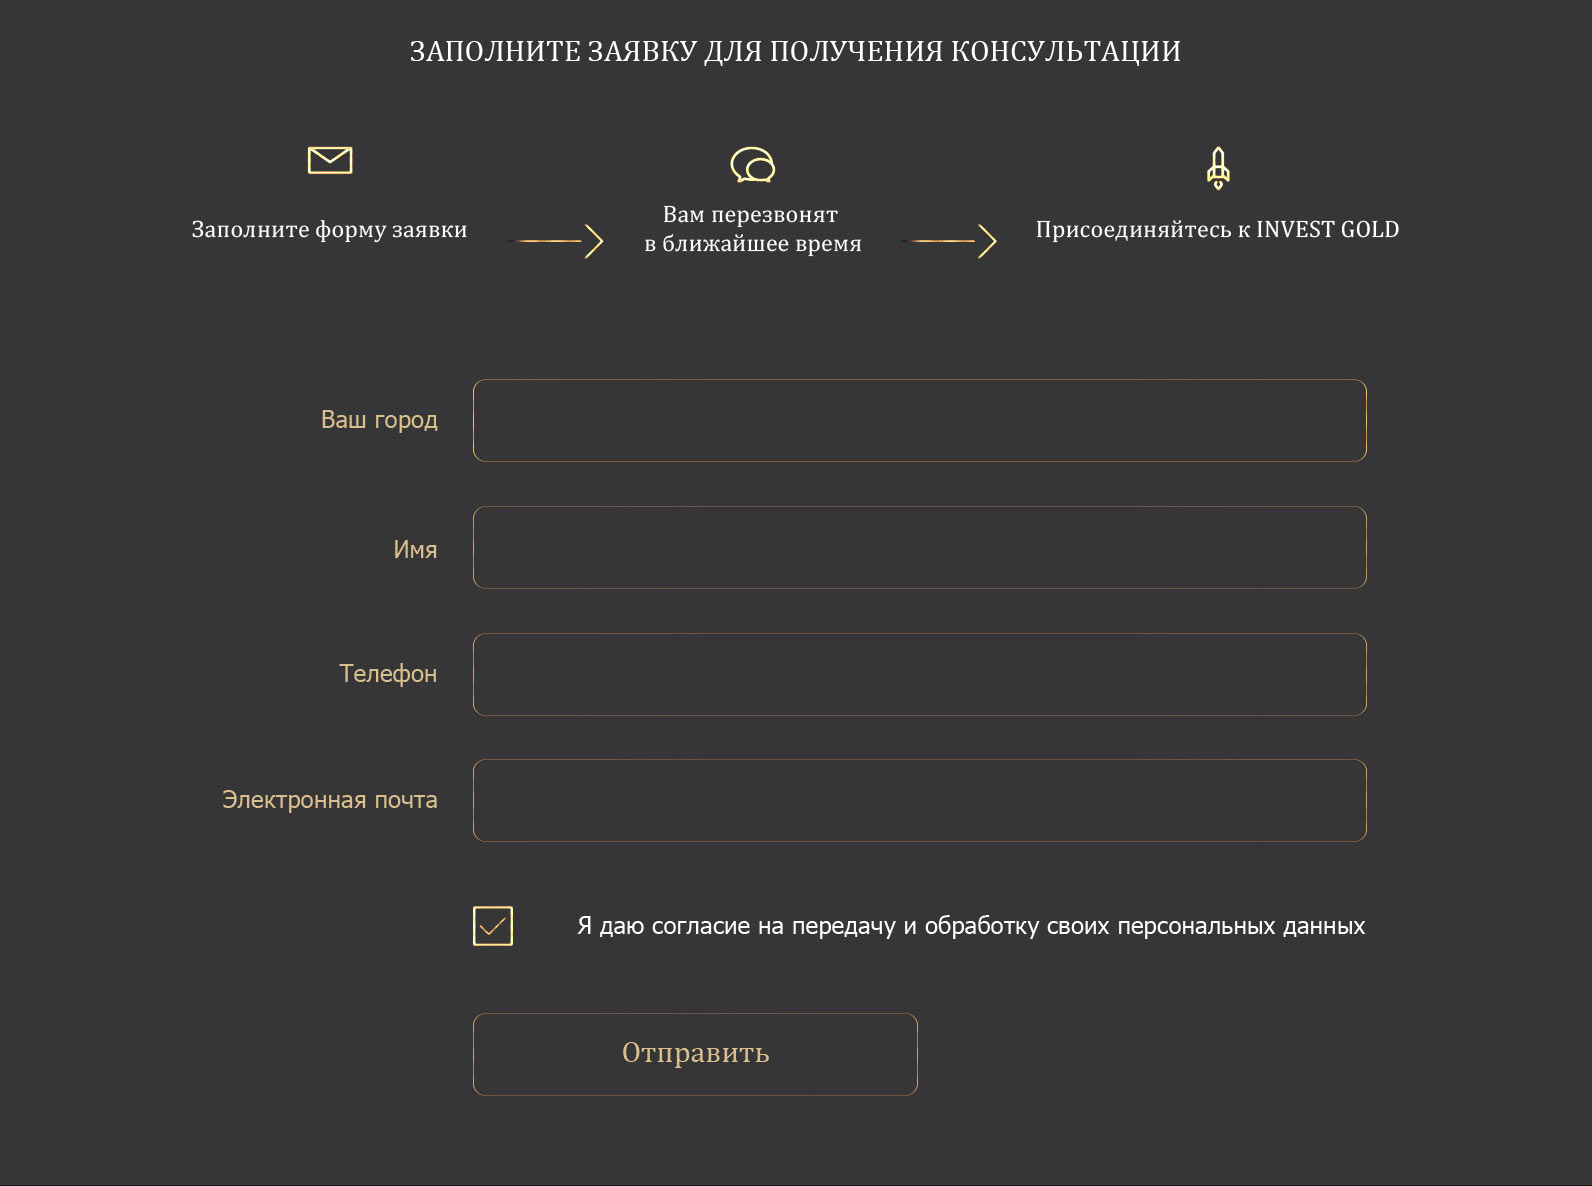 ЗАПОЛНИТЕ ЗАЯВКУ ДЛЯ ПОЛУЧЕНИЯ КОНСУЛЬТАЦИИ
Заполните форму заявки
Вам перезвонят
в ближайшее время
Присоединяйтесь к INVEST GOLD
Ваш город
Имя
Телефон
Электронная почта
Я даю согласие на передачу и обработку своих персональных данных
Отправить